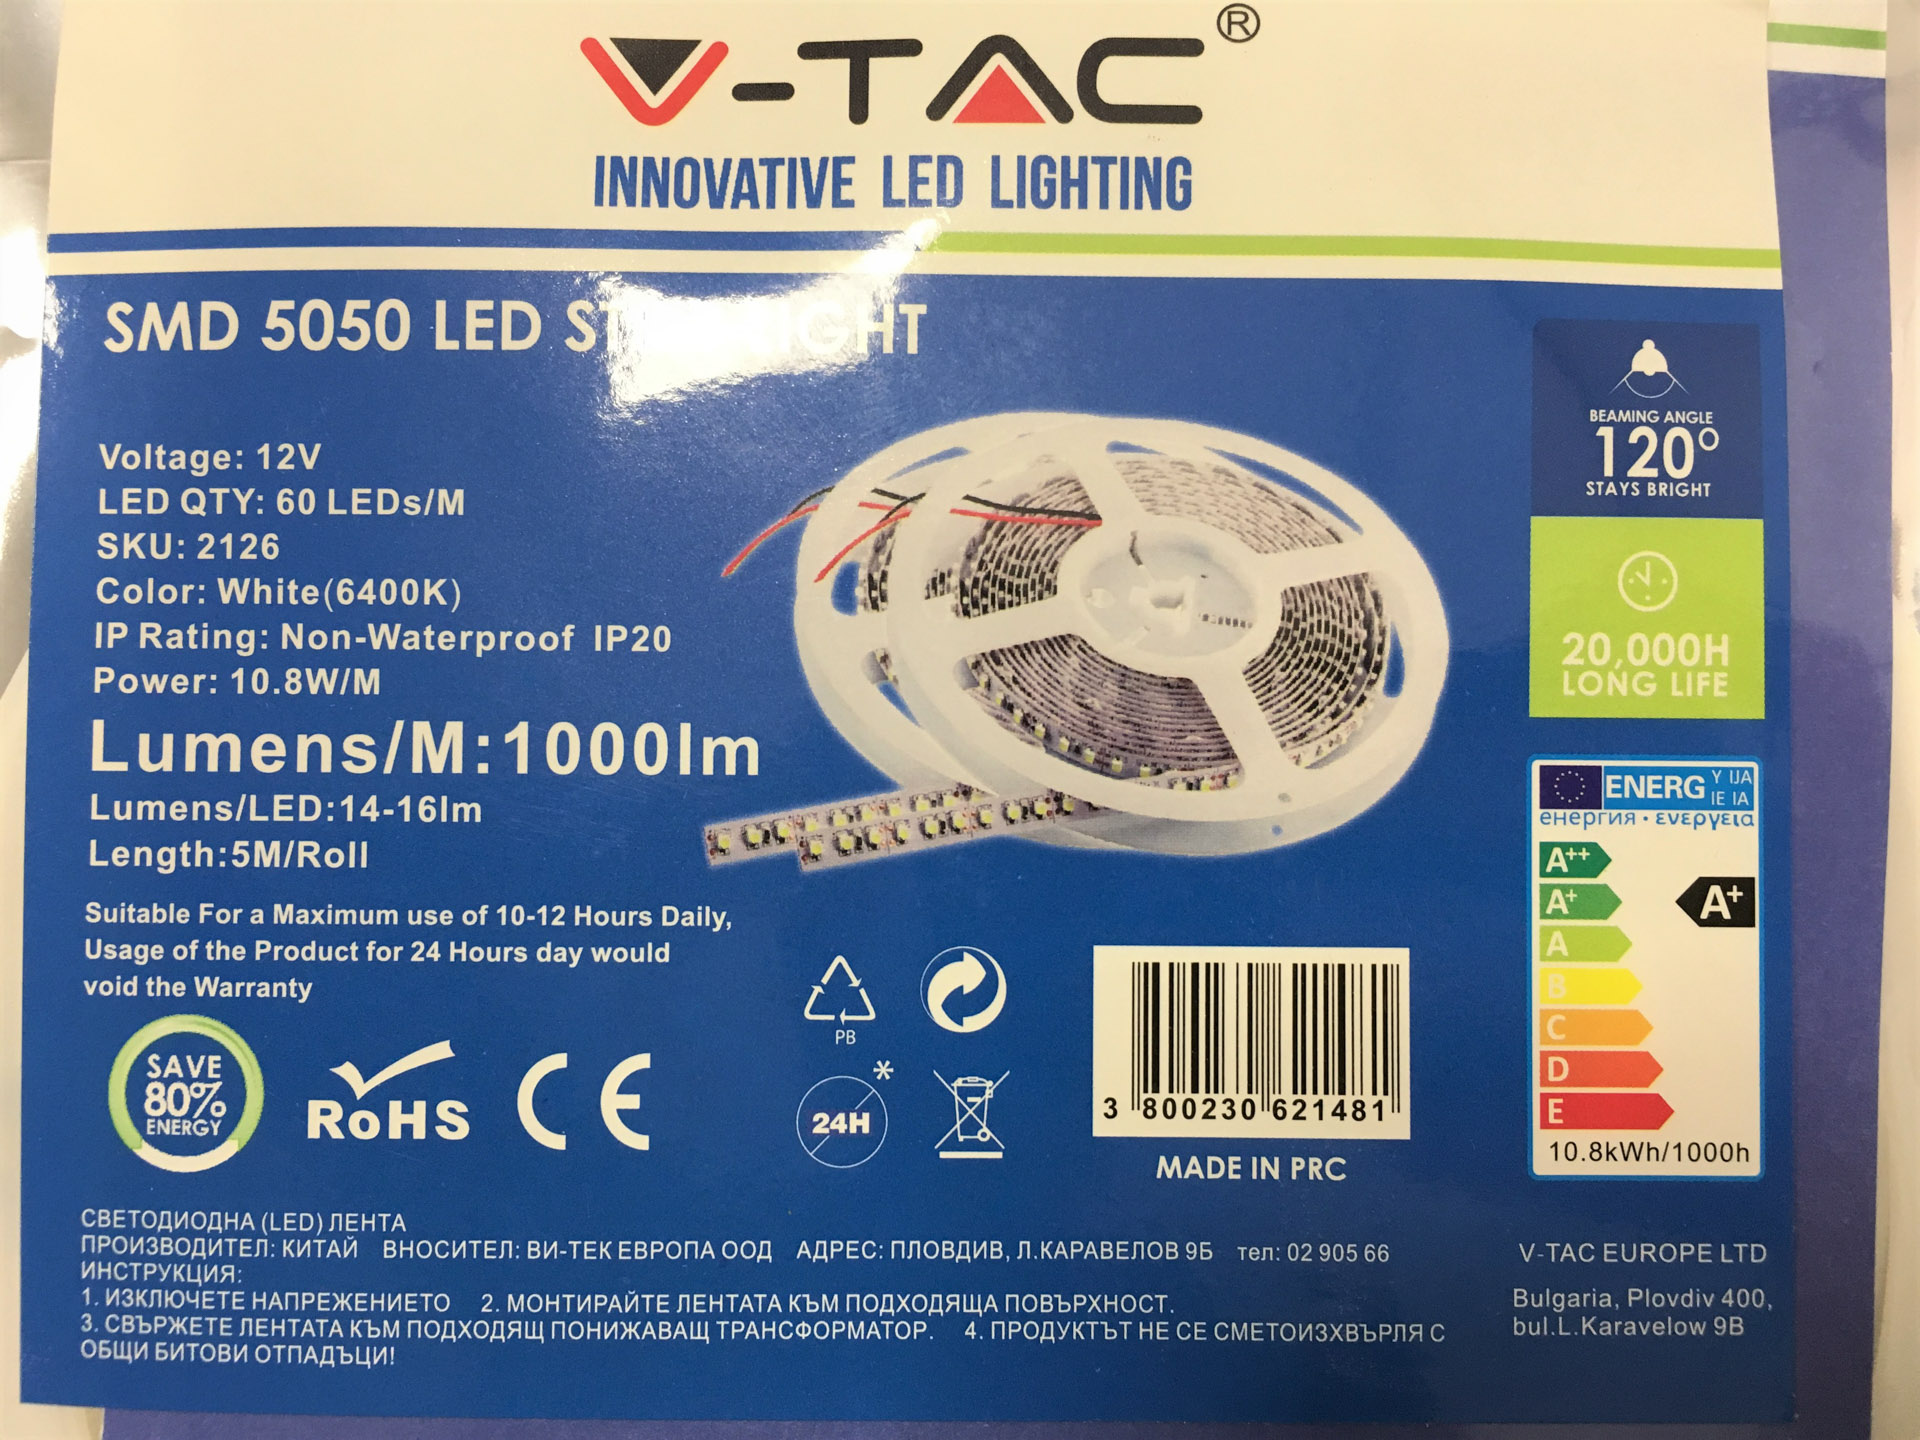 V-TAC®
INNOVATIVE LED LIGHTING
SMD 5050 LED
Voltage: 12V
LED QTY: 60 LEDs/M
SKU: 2126
Color: White(6400K)
IP Rating: Non-Waterproof IP20
Power: 10.8W/M
Lumens/M:1000lm
Lumens/LED:14-16lm
Length:5M/Roll
Suitable For a Maximum use of 10-12 Hours Daily,
Usage of the Product for 24 Hours day would
void the Warranty
SAVE
80%
ENERGY
RoHS
CE
PB
24H
*
3 800230 621481
MADE IN PRC
BEAMING ANGLE
120°
STAYS BRIGHT
20,000H
LONG LIFE
ENERG Y IJA
IE IA
енергия · ενεργεια
A++
A+
A+
A
B
C
D
E
10.8kWh/1000h
СВЕТОДИОДНА (LED) ЛЕНТА
ПРОИЗВОДИТЕЛ: КИТАЙ ВНОСИТЕЛ: ВИ-ТЕК ЕВРОПА ООД АДРЕС: ПЛОВДИВ, Л.КАРАВЕЛОВ 9Б тел: 02 905 66
ИНСТРУКЦИЯ:
1. ИЗКЛЮЧЕТЕ НАПРЕЖЕНИЕТО 2. МОНТИРАЙТЕ ЛЕНТАТА КЪМ ПОДХОДЯЩА ПОВЪРХНОСТ.
3. СВЪРЖЕТЕ ЛЕНТАТА КЪМ ПОДХОДЯЩ ПОНИЖАВАЩ ТРАНСФОРМАТОР. 4. ПРОДУКТЪТ НЕ СЕ СМЕТОИЗХВЪРЛЯ С
ОБЩИ БИТОВИ ОТПАДЪЦИ!
V-TAC EUROPE LTD
Bulgaria, Plovdiv 400,
bul.L.Karavelow 9B